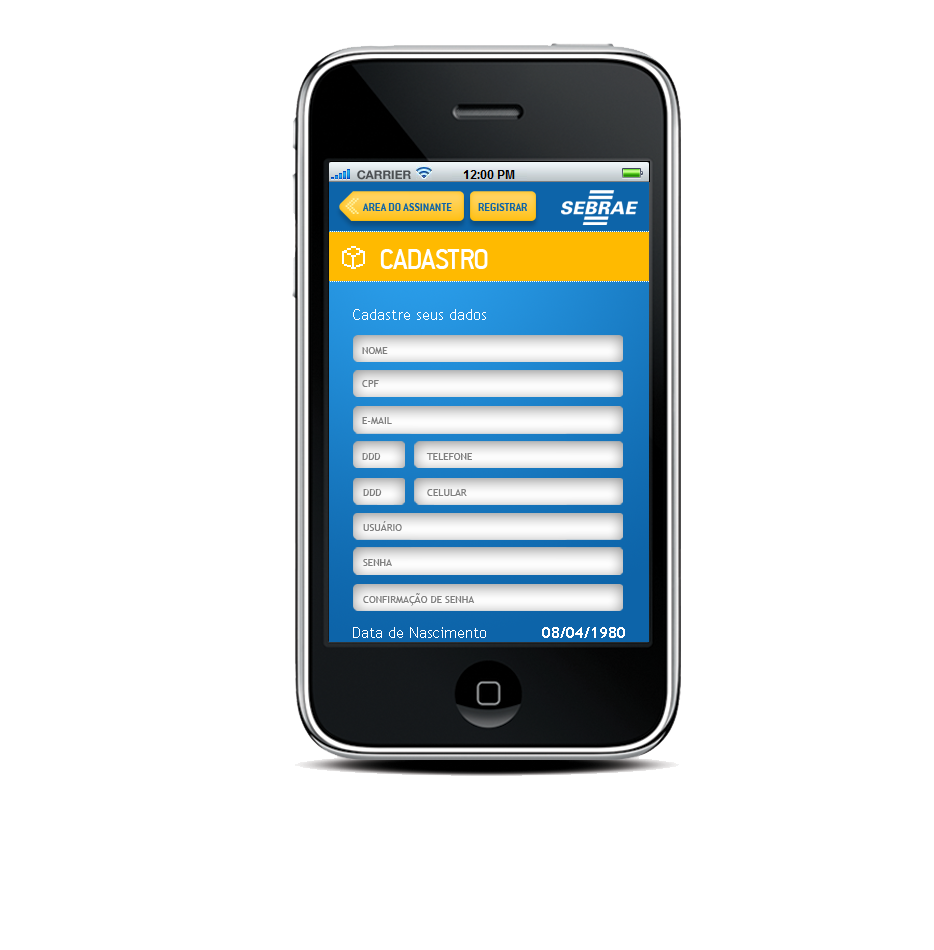 CARRIER 12:00 PM
AREA DO ASSINANTE REGISTRAR SEBRAE
CADASTRO
Cadastre seus dados
NOME
CPF
E-MAIL
DDD TELEFONE
DDD CELULAR
USUÁRIO
SENHA
CONFIRMAÇÃO DE SENHA
Data de Nascimento 08/04/1980